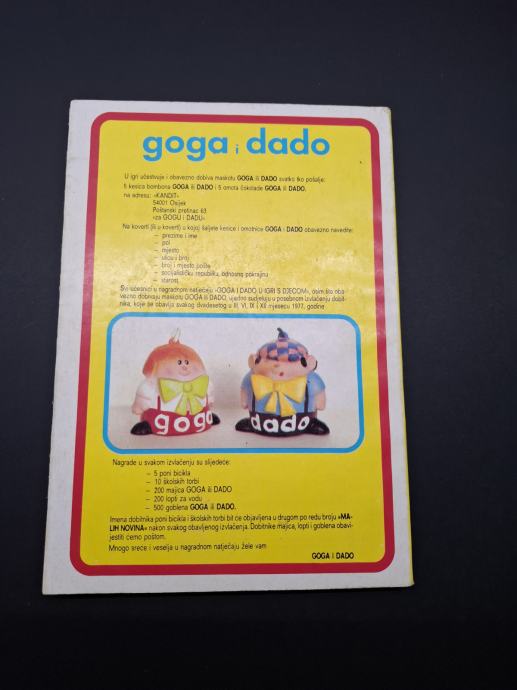 goga i dado
U igri učestvuje i obavezno dobiva maskotu GOGA ili DADO svatko tko pošalje:
5 kesica bombona GOGA ili DADO i 5 omota čokolade GOGA ili DADO.
na adresu: »KANDIT«
54001 Osijek
Poštanski pretinac 63
»za GOGU i DADU«
Na koverti (ili u koverti) u kojoj šaljete kesice i omotnice GOGA i DADO obavezno navedite:
— prezime i ime
— pol
— mjesto
— ulicu i broj
— broj i mjesto pošte
— socijalističku republiku, odnosno pokrajinu
— starost
Svi učesnici u nagradnom natječaju »GOGA I DADO U IGRI S DJECOM«, osim što oba-
vezno dobivaju maskotu GOGA ili DADO, ujedno sudjeluju u posebnom izvlačenju dobit-
nika, koje se obavlja svakog dvadesetog u III, VI, IX i XII mjesecu 1977. godine
goga
dado
Nagrade u svakom izvlačenju su slijedeće:
— 5 poni bicikla
— 10 školskih torbi
— 200 majica GOGA ili DADO
— 200 lopti za vodu
— 500 goblena GOGA ili DADO.
Imena dobitnika poni bicikla i školskih torbi bit će objavljena u drugom po redu broju »MA-
LIH NOVINA« nakon svakog obavljenog izvlačenja. Dobitnike majica, lopti i goblena obavi-
jestiti ćemo poštom.
Mnogo sreće i veselja u nagradnom natječaju žele vam
GOGA I DADO